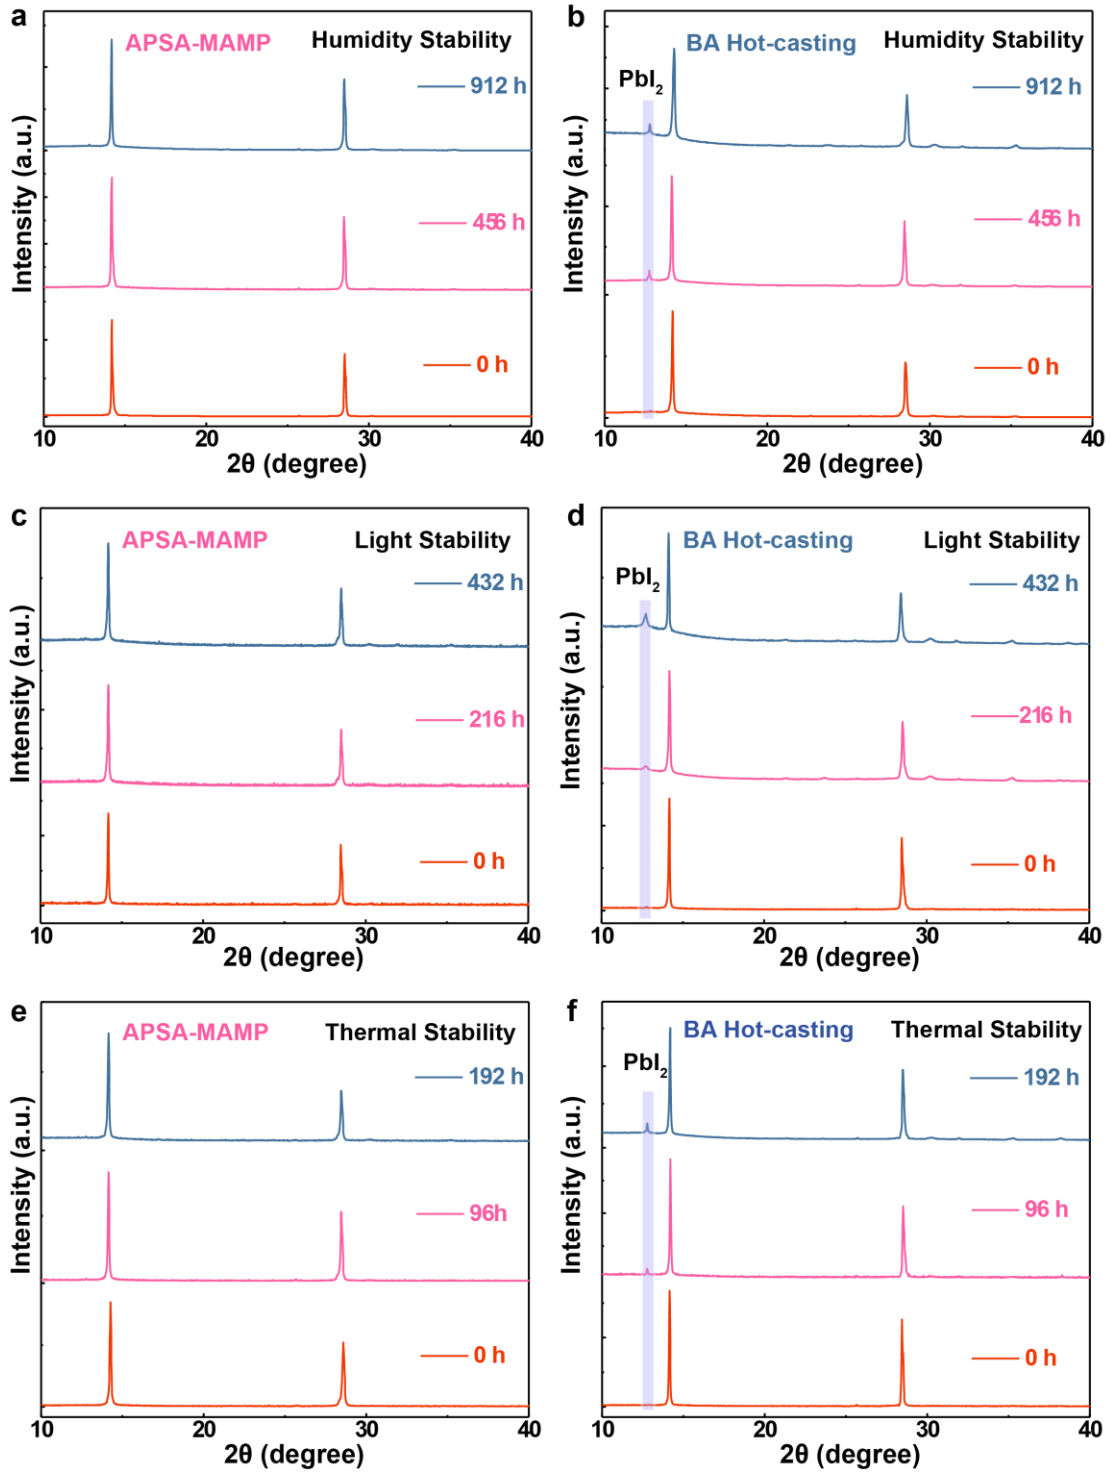 a
APSA-MAMP
Humidity Stability
912 h
456 h
0 h
Intensity (a.u.)
10 20 30 40
2θ (degree)
b
BA Hot-casting
Humidity Stability
PbI₂
912 h
456 h
0 h
Intensity (a.u.)
10 20 30 40
2θ (degree)
c
APSA-MAMP
Light Stability
432 h
216 h
0 h
Intensity (a.u.)
10 20 30 40
2θ (degree)
d
BA Hot-casting
Light Stability
PbI₂
432 h
216 h
0 h
Intensity (a.u.)
10 20 30 40
2θ (degree)
e
APSA-MAMP
Thermal Stability
192 h
96h
0 h
Intensity (a.u.)
10 20 30 40
2θ (degree)
f
BA Hot-casting
Thermal Stability
PbI₂
192 h
96 h
0 h
Intensity (a.u.)
10 20 30 40
2θ (degree)